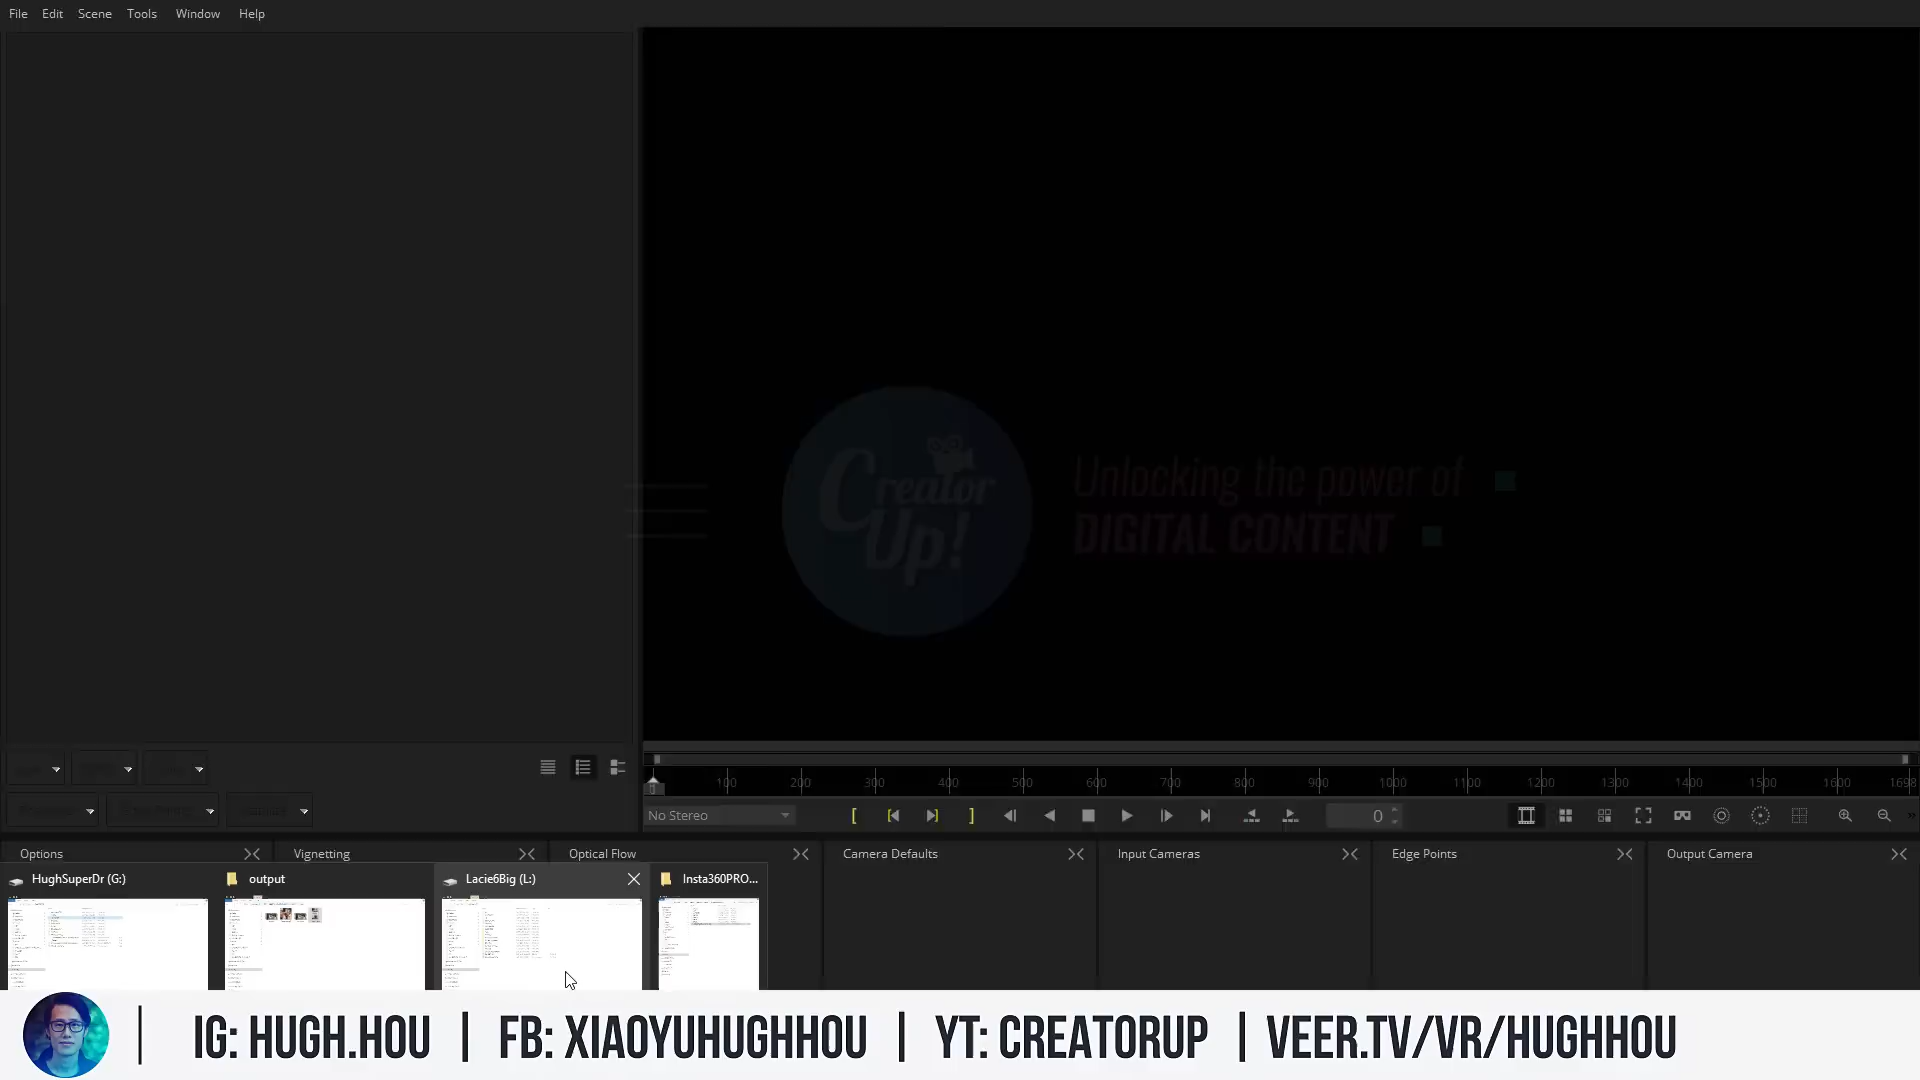 File Edit Scene Tools Window Help
Creator Up!
Unlocking the power of
DIGITAL CONTENT
100 200 300 400 500 600 700 800 900 1000 1100 1200 1300 1400 1500 1600 1698
No Stereo
[ [ ] ] 0
Options Vignetting Optical Flow Camera Defaults Input Cameras Edge Points Output Camera
HughSuperDr (G:) output Lacie6Big (L:) Insta360PRO...
IG: HUGH.HOU | FB: XIAOYUHUGHHOU | YT: CREATORUP | VEER.TV/VR/HUGHHOU